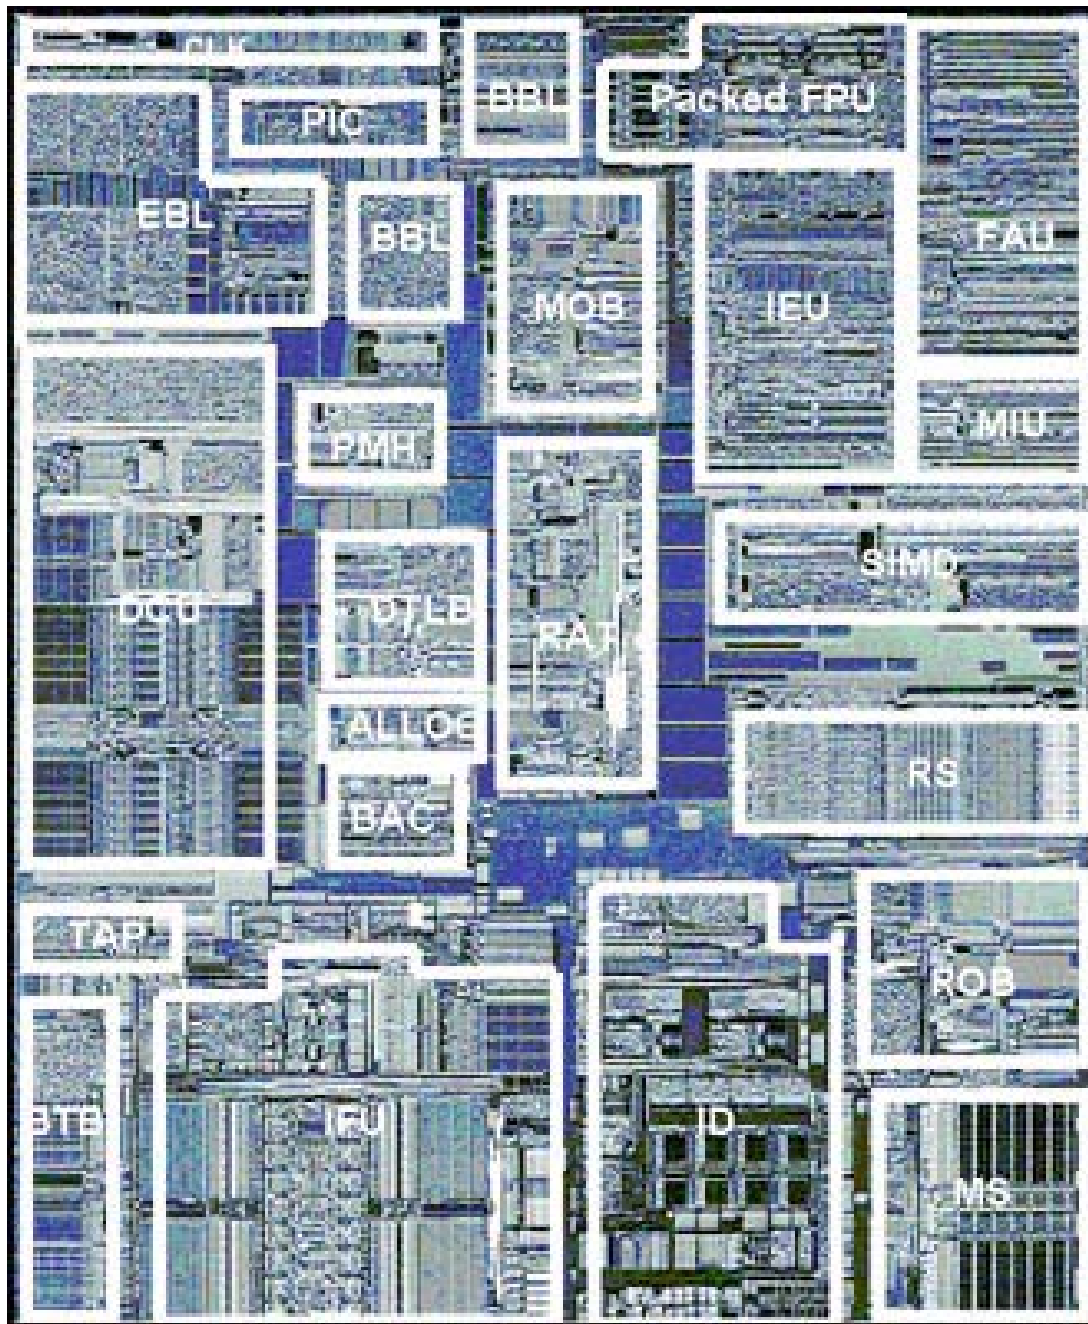 CLK
BBL
Packed FPU
PIC
EBL
BBL
FAU
MOB
IEU
MIU
PMH
SIMD
DTLB
DCU
RAT
ALLOC
RS
BAC
TAP
ROB
BTB
IFU
ID
MS